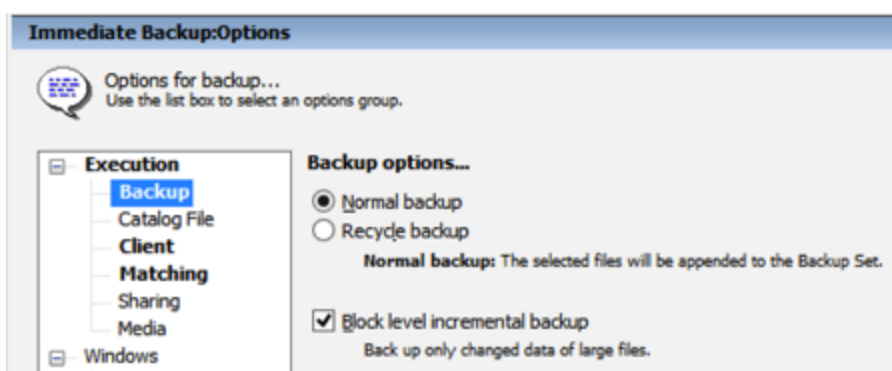 Immediate Backup:Options
Options for backup...
Use the list box to select an options group.
Execution
Backup
Catalog File
Client
Matching
Sharing
Media
Windows
Backup options...
Normal backup
Recycle backup
Normal backup: The selected files will be appended to the Backup Set.
Block level incremental backup
Back up only changed data of large files.